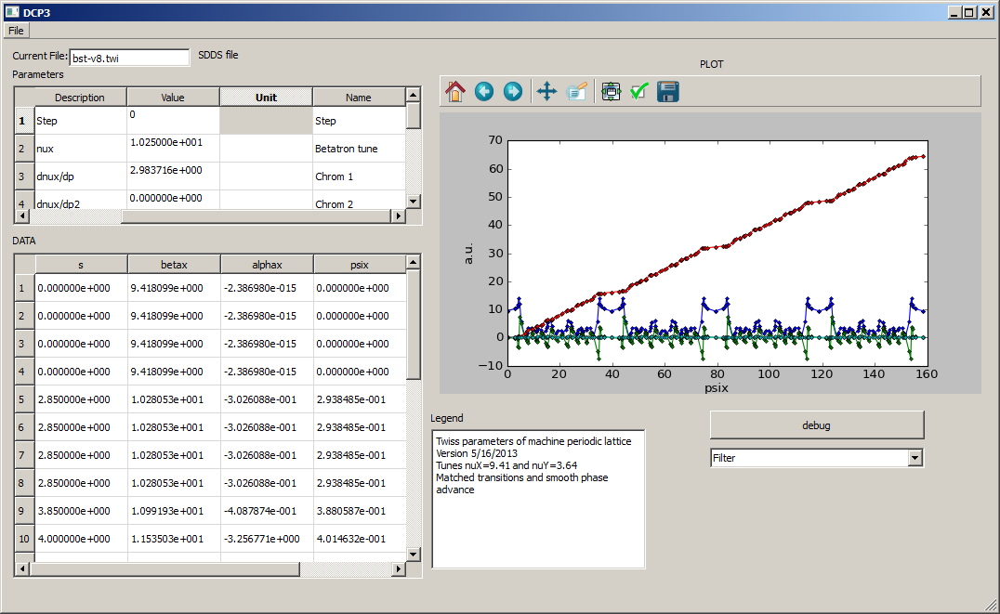 DCP3
File
Current File: bst-v8.twi SDDS file
Parameters
Description Value Unit Name
1 Step 0 Step
2 nux 1.025000e+001 Betatron tune
3 dnux/dp 2.983716e+000 Chrom 1
4 dnux/dp2 0.000000e+000 Chrom 2
DATA
s betax alphax psix
1 0.000000e+000 9.418099e+000 -2.386980e-015 0.000000e+000
2 0.000000e+000 9.418099e+000 -2.386980e-015 0.000000e+000
3 0.000000e+000 9.418099e+000 -2.386980e-015 0.000000e+000
4 0.000000e+000 9.418099e+000 -2.386980e-015 0.000000e+000
5 2.850000e+000 1.028053e+001 -3.026088e-001 2.938485e-001
6 2.850000e+000 1.028053e+001 -3.026088e-001 2.938485e-001
7 2.850000e+000 1.028053e+001 -3.026088e-001 2.938485e-001
8 2.850000e+000 1.028053e+001 -3.026088e-001 2.938485e-001
9 3.850000e+000 1.099193e+001 -4.087874e-001 3.880587e-001
10 4.000000e+000 1.153503e+001 -3.256771e+000 4.014632e-001
PLOT
70
60
50
40
30
20
10
0
−10
a.u.
0 20 40 60 80 100 120 140 160
psix
Legend
Twiss parameters of machine periodic lattice
Version 5/16/2013
Tunes nuX=9.41 and nuY=3.64
Matched transitions and smooth phase
advance
debug
Filter